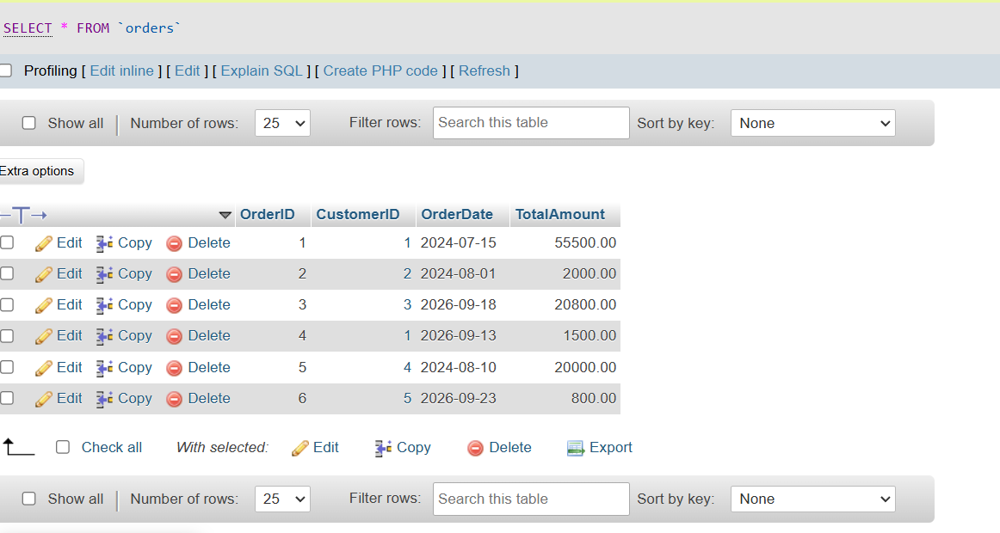 SELECT * FROM `orders`
Profiling [ Edit inline ] [ Edit ] [ Explain SQL ] [ Create PHP code ] [ Refresh ]
Show all | Number of rows: 25 Filter rows: Search this table Sort by key: None
Extra options
←T→ OrderID CustomerID OrderDate TotalAmount
Edit Copy Delete 1 1 2024-07-15 55500.00
Edit Copy Delete 2 2 2024-08-01 2000.00
Edit Copy Delete 3 3 2026-09-18 20800.00
Edit Copy Delete 4 1 2026-09-13 1500.00
Edit Copy Delete 5 4 2024-08-10 20000.00
Edit Copy Delete 6 5 2026-09-23 800.00
Check all With selected: Edit Copy Delete Export
Show all | Number of rows: 25 Filter rows: Search this table Sort by key: None